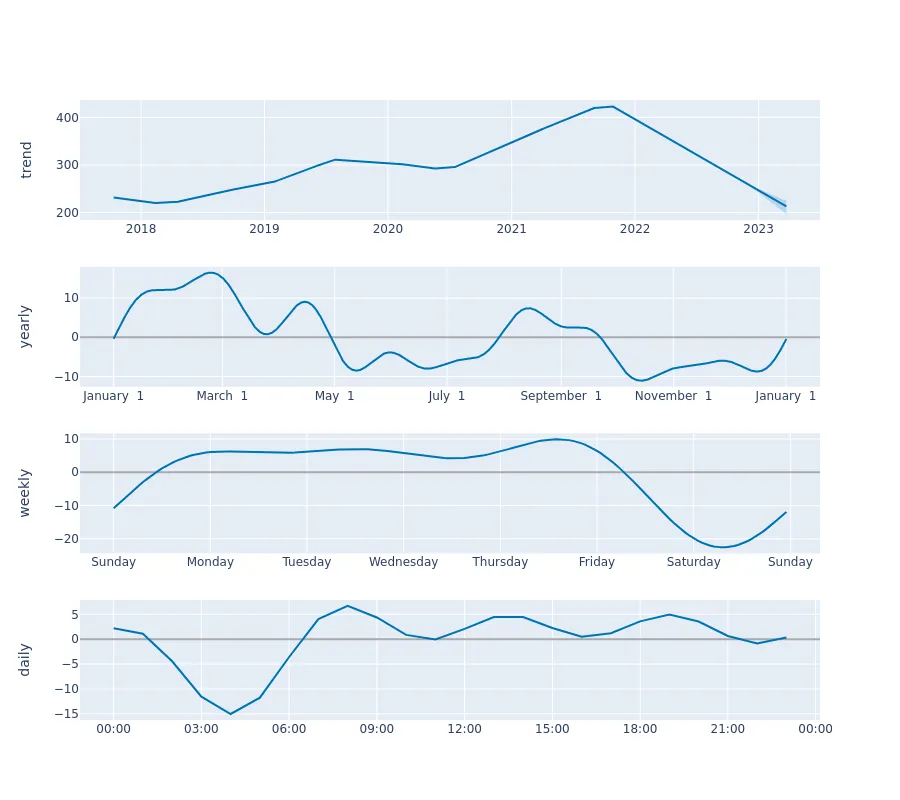 trend
400
300
200
2018 2019 2020 2021 2022 2023
yearly
10
0
−10
January 1 March 1 May 1 July 1 September 1 November 1 January 1
weekly
10
0
−10
−20
Sunday Monday Tuesday Wednesday Thursday Friday Saturday Sunday
daily
5
0
−5
−10
−15
00:00 03:00 06:00 09:00 12:00 15:00 18:00 21:00 00:00